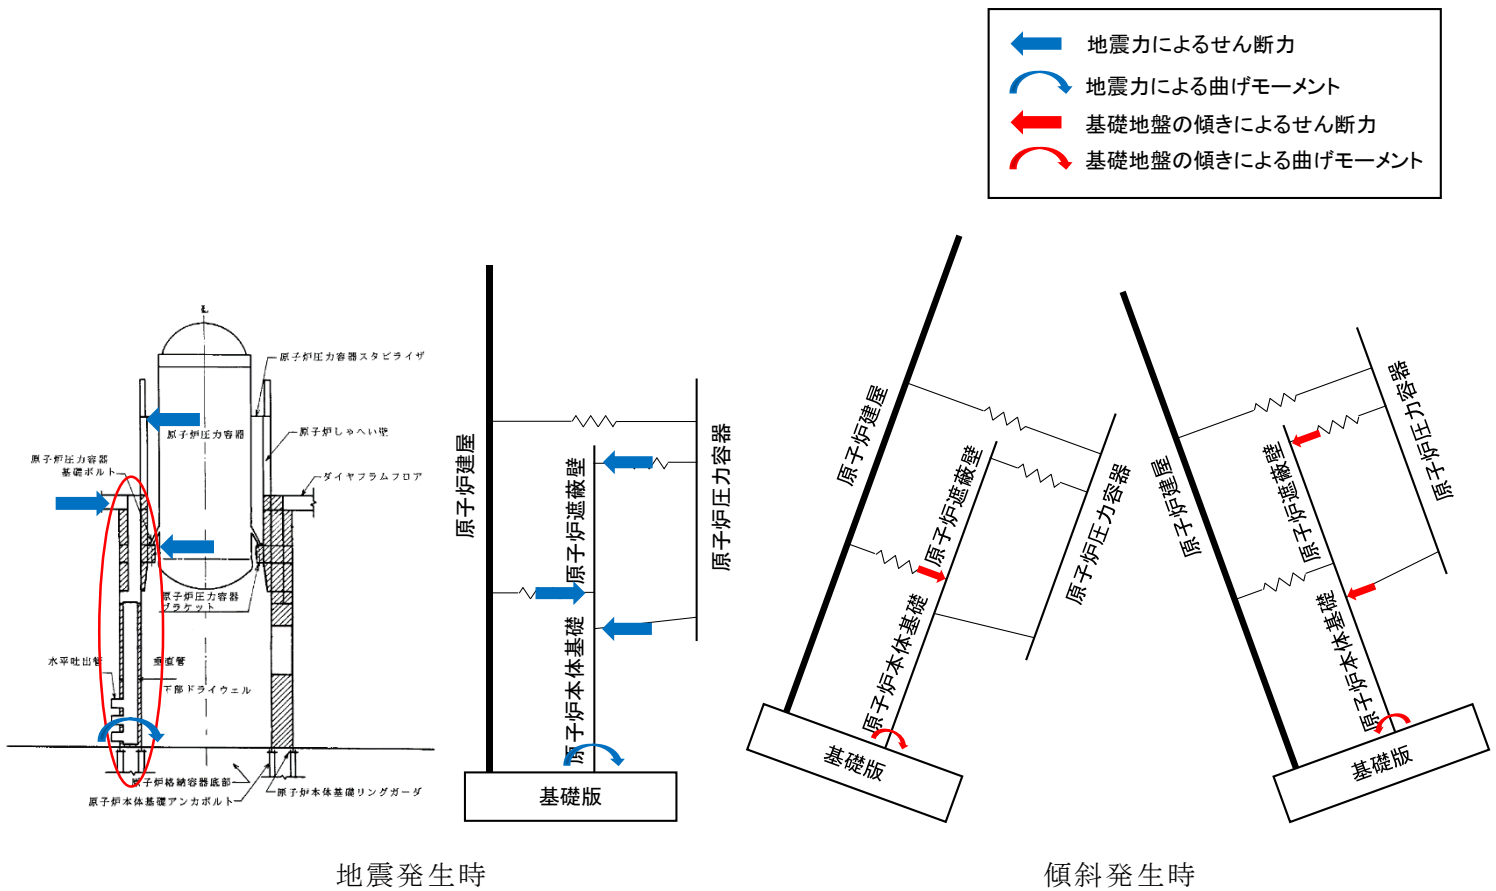 地震力によるせん断力
地震力による曲げモーメント
基礎地盤の傾きによるせん断力
基礎地盤の傾きによる曲げモーメント
℄
原子炉圧力容器スタビライザ
原子炉圧力容器
原子炉しゃへい壁
原子炉圧力容器
基礎ボルト
ダイヤフラムフロア
原子炉圧力容器
ブラケット
水平吐出管
垂直管
下部ドライウェル
原子炉格納容器底部
原子炉本体基礎アンカボルト
原子炉本体基礎リングガーダ
原子炉建屋
原子炉遮蔽壁
原子炉圧力容器
原子炉本体基礎
基礎版
原子炉建屋
原子炉遮蔽壁
原子炉圧力容器
原子炉本体基礎
基礎版
原子炉建屋
原子炉遮蔽壁
原子炉圧力容器
原子炉本体基礎
基礎版
地震発生時
傾斜発生時